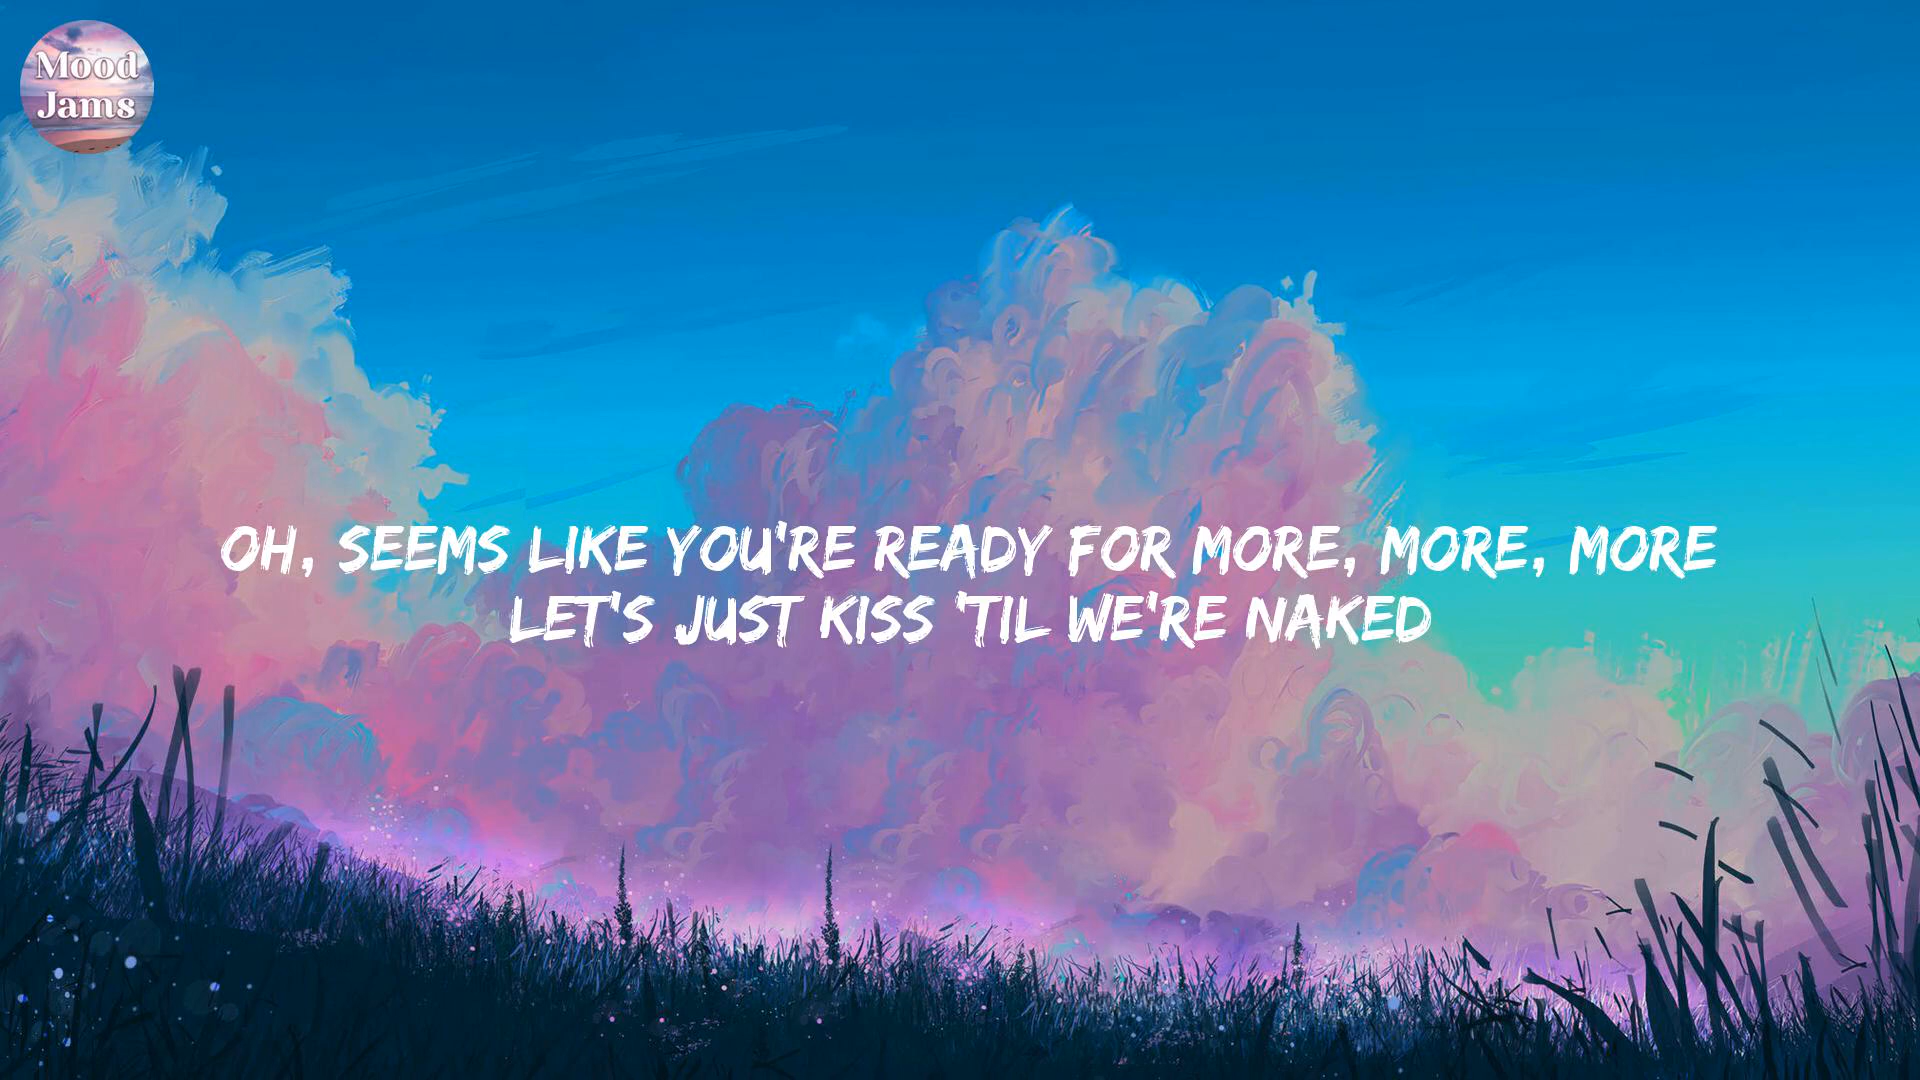 Mood
Jams
OH, SEEMS LIKE YOU'RE READY FOR MORE, MORE, MORE
LET'S JUST KISS 'TIL WE'RE NAKED